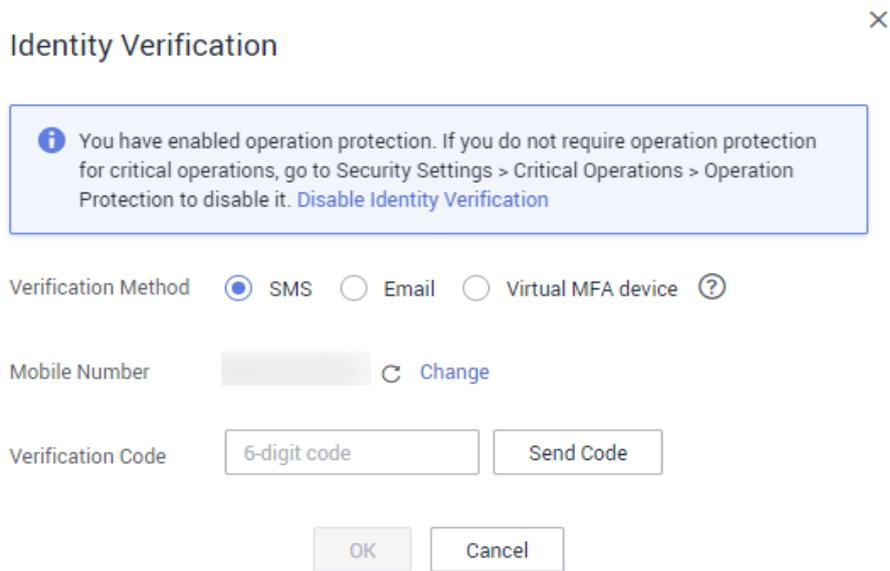 Identity Verification
You have enabled operation protection. If you do not require operation protection
for critical operations, go to Security Settings > Critical Operations > Operation
Protection to disable it. Disable Identity Verification
Verification Method SMS Email Virtual MFA device
Mobile Number Change
Verification Code 6-digit code Send Code
OK Cancel